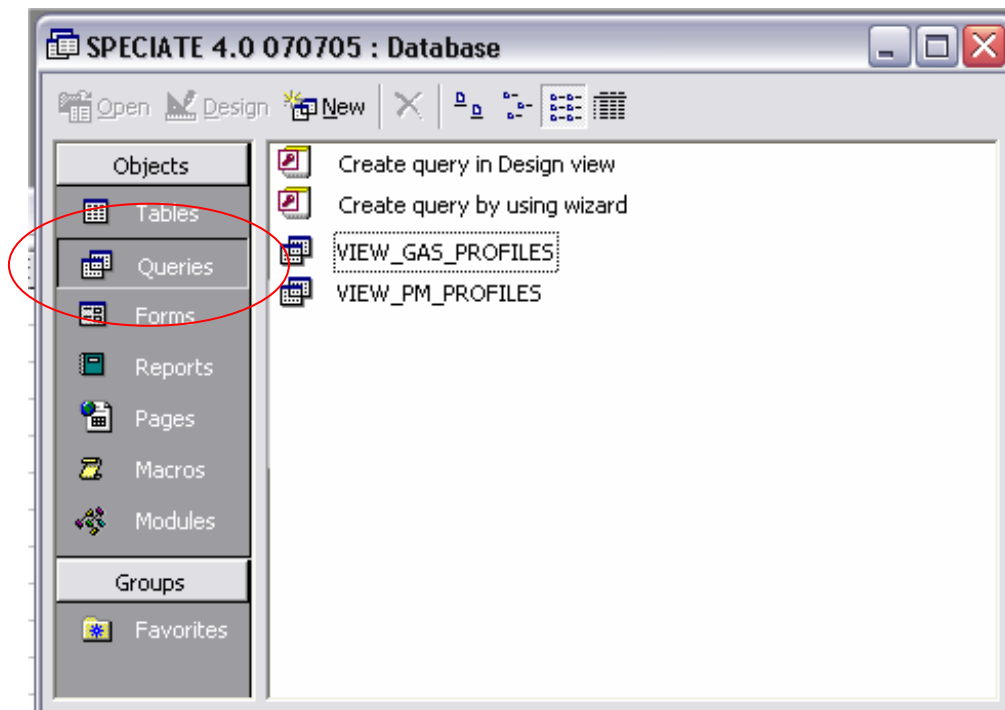 SPECIATE 4.0 070705 : Database
Open Design New
Objects
Tables
Queries
Forms
Reports
Pages
Macros
Modules
Groups
Favorites
Create query in Design view
Create query by using wizard
VIEW_GAS_PROFILES
VIEW_PM_PROFILES